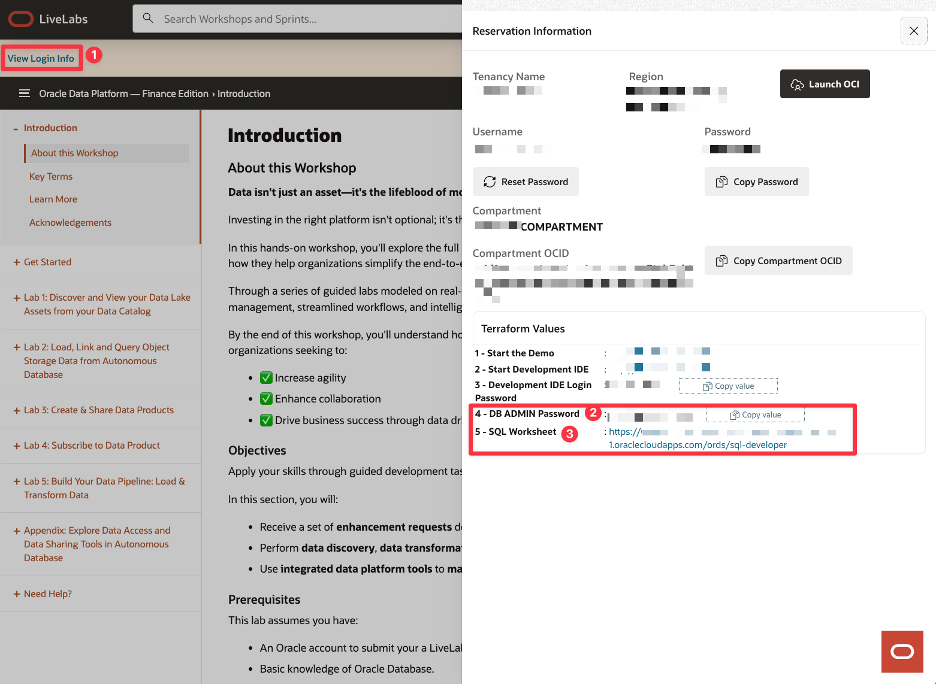 LiveLabs
Search Workshops and Sprints...
View Login Info
1
Oracle Data Platform — Finance Edition › Introduction
- Introduction
About this Workshop
Key Terms
Learn More
Acknowledgements
+ Get Started
+ Lab 1: Discover and View your Data Lake
Assets from your Data Catalog
+ Lab 2: Load, Link and Query Object
Storage Data from Autonomous
Database
+ Lab 3: Create & Share Data Products
+ Lab 4: Subscribe to Data Product
+ Lab 5: Build Your Data Pipeline: Load &
Transform Data
+ Appendix: Explore Data Access and
Data Sharing Tools in Autonomous
Database
+ Need Help?
Introduction
About this Workshop
Data isn't just an asset—it's the lifeblood of
Investing in the right platform isn't optional; it's
In this hands-on workshop, you'll explore the full
how they help organizations simplify the
Through a series of guided labs modeled on real-
management, streamlined workflows, and
By the end of this workshop, you'll understand
organizations seeking to:
• ✅ Increase agility
• ✅ Enhance collaboration
• ✅ Drive business success through data
Objectives
Apply your skills through guided development
In this section, you will:
• Receive a set of enhancement requests
• Perform data discovery, data
• Use integrated data platform tools to
Prerequisites
This lab assumes you have:
• An Oracle account to submit your a
• Basic knowledge of Oracle Database.
Reservation Information
Tenancy Name
Region
Launch OCI
Username
Password
Reset Password
Copy Password
Compartment
COMPARTMENT
Compartment OCID
Copy Compartment OCID
Terraform Values
1 - Start the Demo :
2 - Start Development IDE :
3 - Development IDE Login
Password
: Copy value
4 - DB ADMIN Password 2 : Copy value
5 - SQL Worksheet 3 : https://
1.oraclecloudapps.com/ords/sql-developer